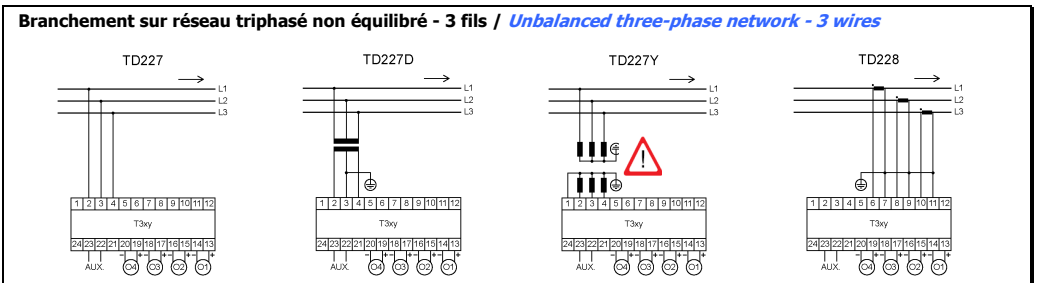 Branchement sur réseau triphasé non équilibré - 3 fils / Unbalanced three-phase network - 3 wires
TD227
L1
L2
L3
1 2 3 4 5 6 7 8 9 10 11 12
T3xy
24 23 22 21 20 19 18 17 16 15 14 13
AUX.
- + - + - + - +
O4 O3 O2 O1
TD227D
L1
L2
L3
1 2 3 4 5 6 7 8 9 10 11 12
T3xy
24 23 22 21 20 19 18 17 16 15 14 13
AUX.
- + - + - + - +
O4 O3 O2 O1
TD227Y
L1
L2
L3
!
1 2 3 4 5 6 7 8 9 10 11 12
T3xy
24 23 22 21 20 19 18 17 16 15 14 13
AUX.
- + - + - + - +
O4 O3 O2 O1
TD228
L1
L2
L3
1 2 3 4 5 6 7 8 9 10 11 12
T3xy
24 23 22 21 20 19 18 17 16 15 14 13
AUX.
- + - + - + - +
O4 O3 O2 O1